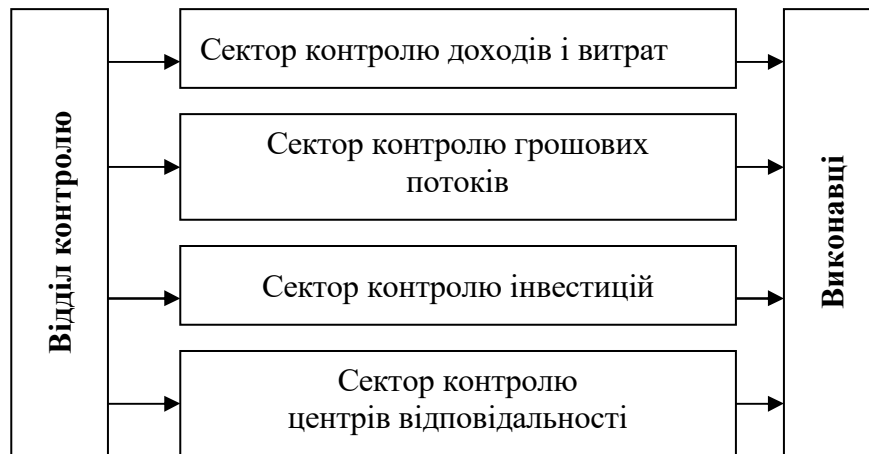 Відділ контролю
Сектор контролю доходів і витрат
Сектор контролю грошових
потоків
Сектор контролю інвестицій
Сектор контролю
центрів відповідальності
Виконавці